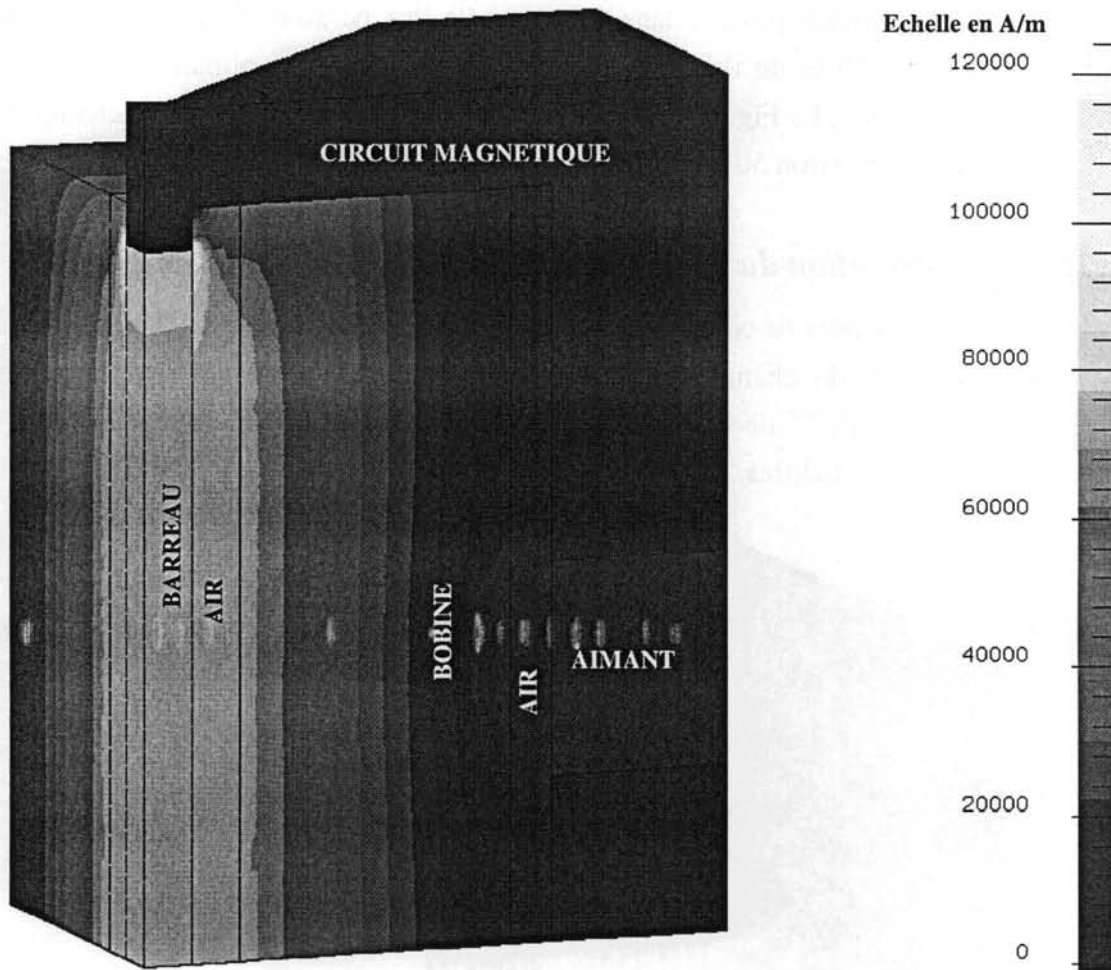 Echelle en A/m
120000
100000
80000
60000
40000
20000
0
CIRCUIT MAGNETIQUE
BARREAU
AIR
BOBINE
AIR
AIMANT